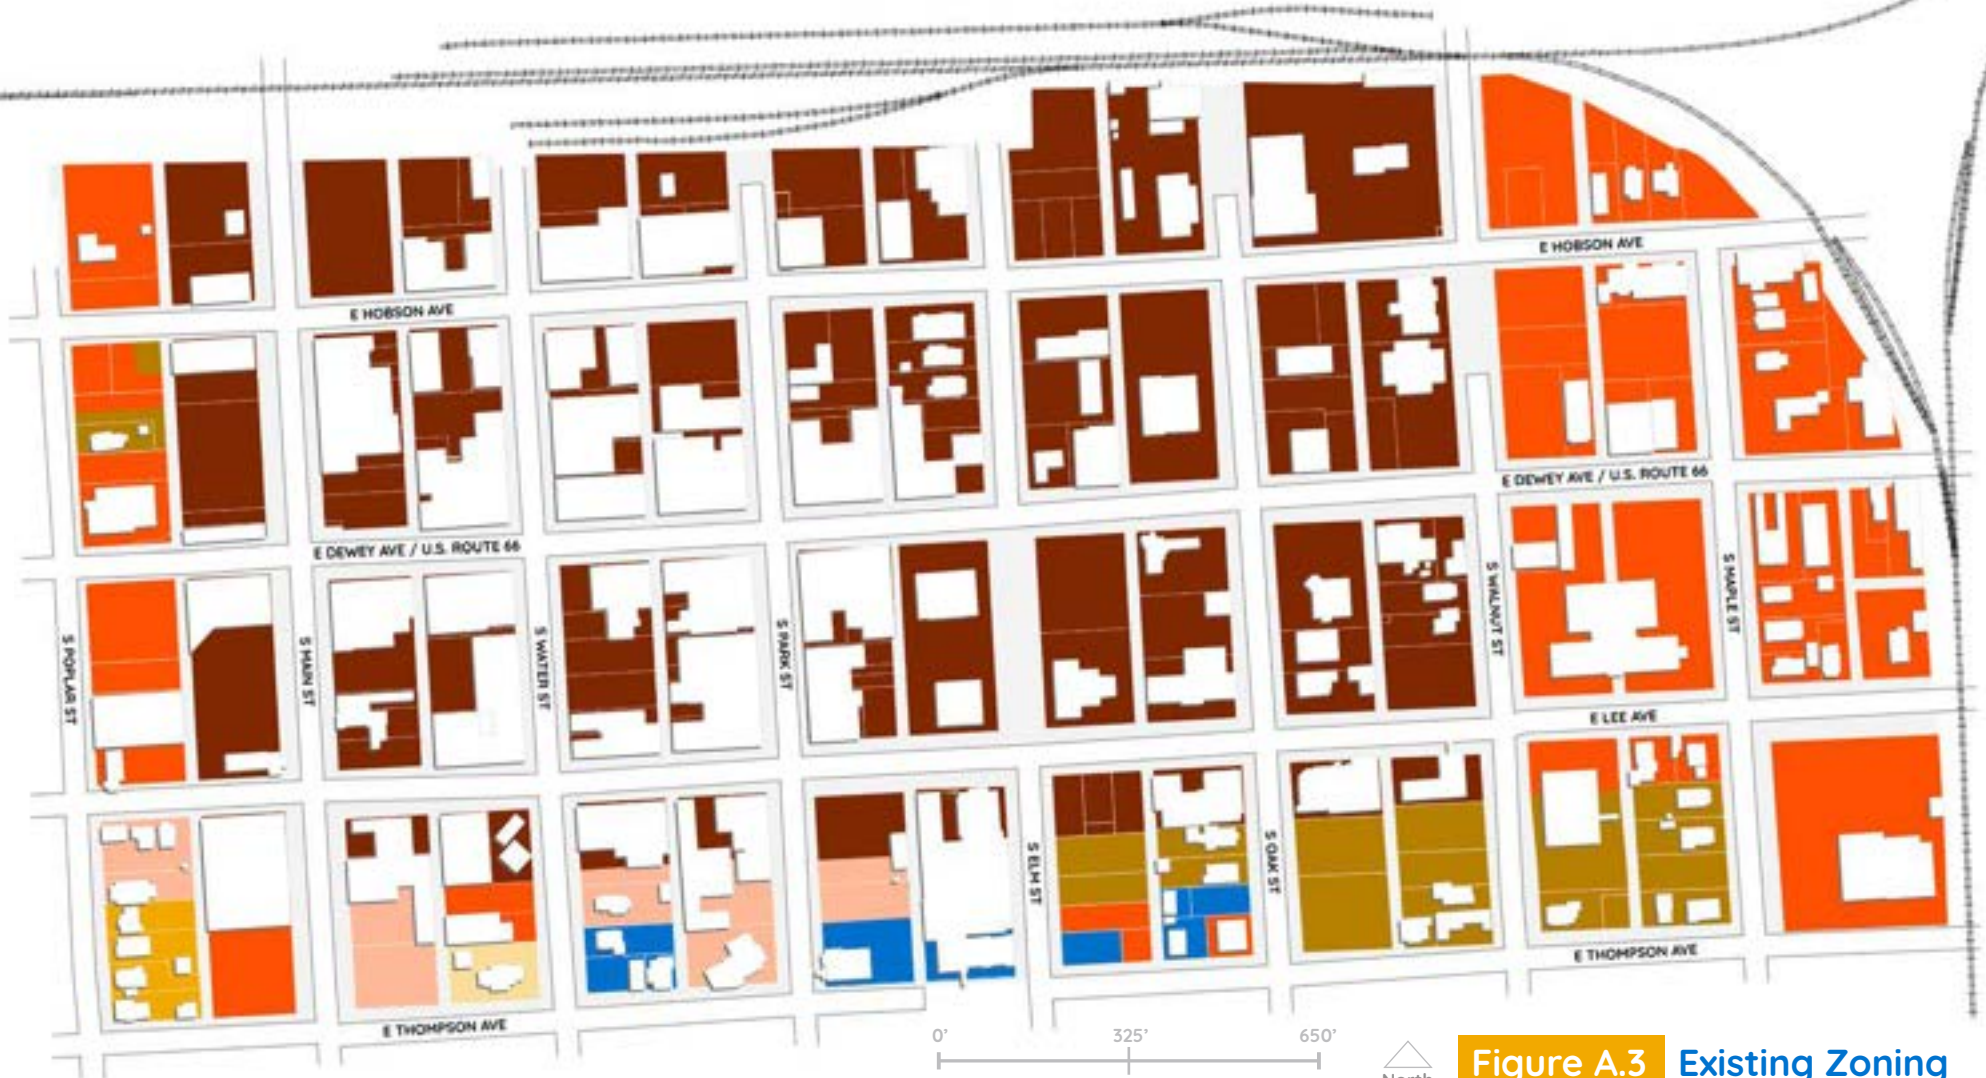 E HOBSON AVE
E HOBSON AVE
E DEWEY AVE / U.S. ROUTE 66
E DEWEY AVE / U.S. ROUTE 66
S POPLAR ST
S MAIN ST
S WATER ST
S PARK ST
S WALNUT ST
S MAPLE ST
E LEE AVE
S ELM ST
S OAK ST
E THOMPSON AVE
E THOMPSON AVE
0' 325' 650'
North
Figure A.3 Existing Zoning